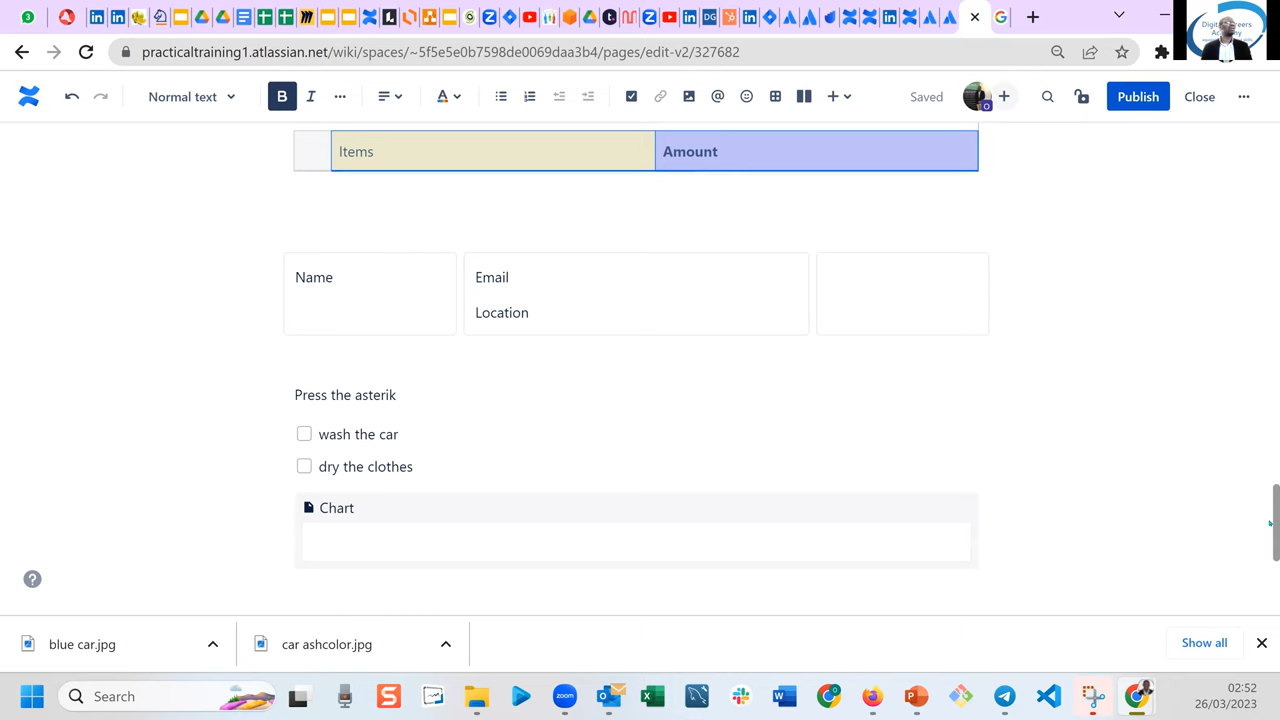 practicaltraining1.atlassian.net/wiki/spaces/~5f5e5e0b7598de0069daa3b4/pages/edit-v2/327682
Normal text
B
I
A
Saved
Publish
Close
Items
Amount
Name
Email
Location
Press the asterik
wash the car
dry the clothes
Chart
blue car.jpg
car ashcolor.jpg
Show all
Search
zoom
02:52
26/03/2023